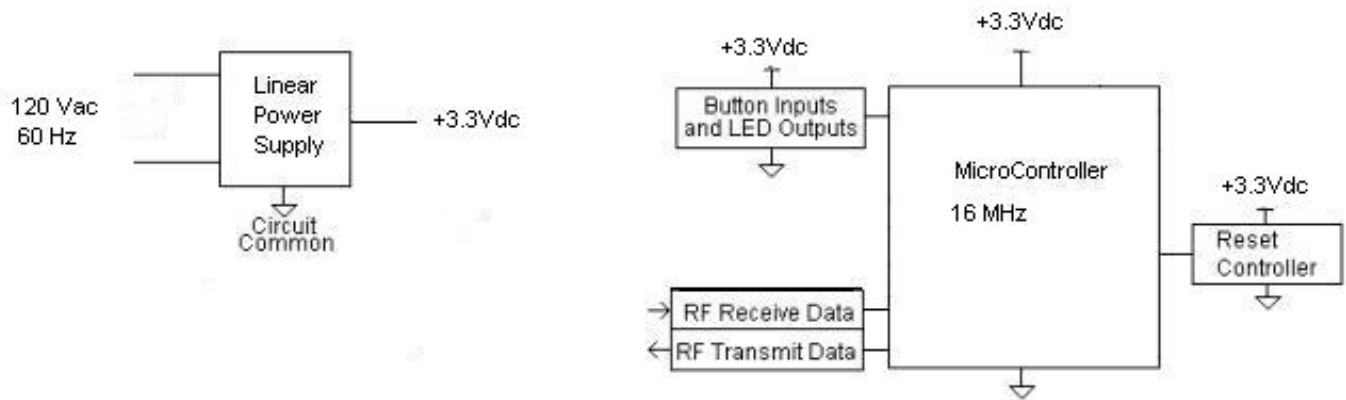 120 Vac
60 Hz
Linear
Power
Supply
+3.3Vdc
Circuit
Common
+3.3Vdc
+3.3Vdc
Button Inputs
and LED Outputs
MicroController
16 MHz
+3.3Vdc
Reset
Controller
RF Receive Data
RF Transmit Data